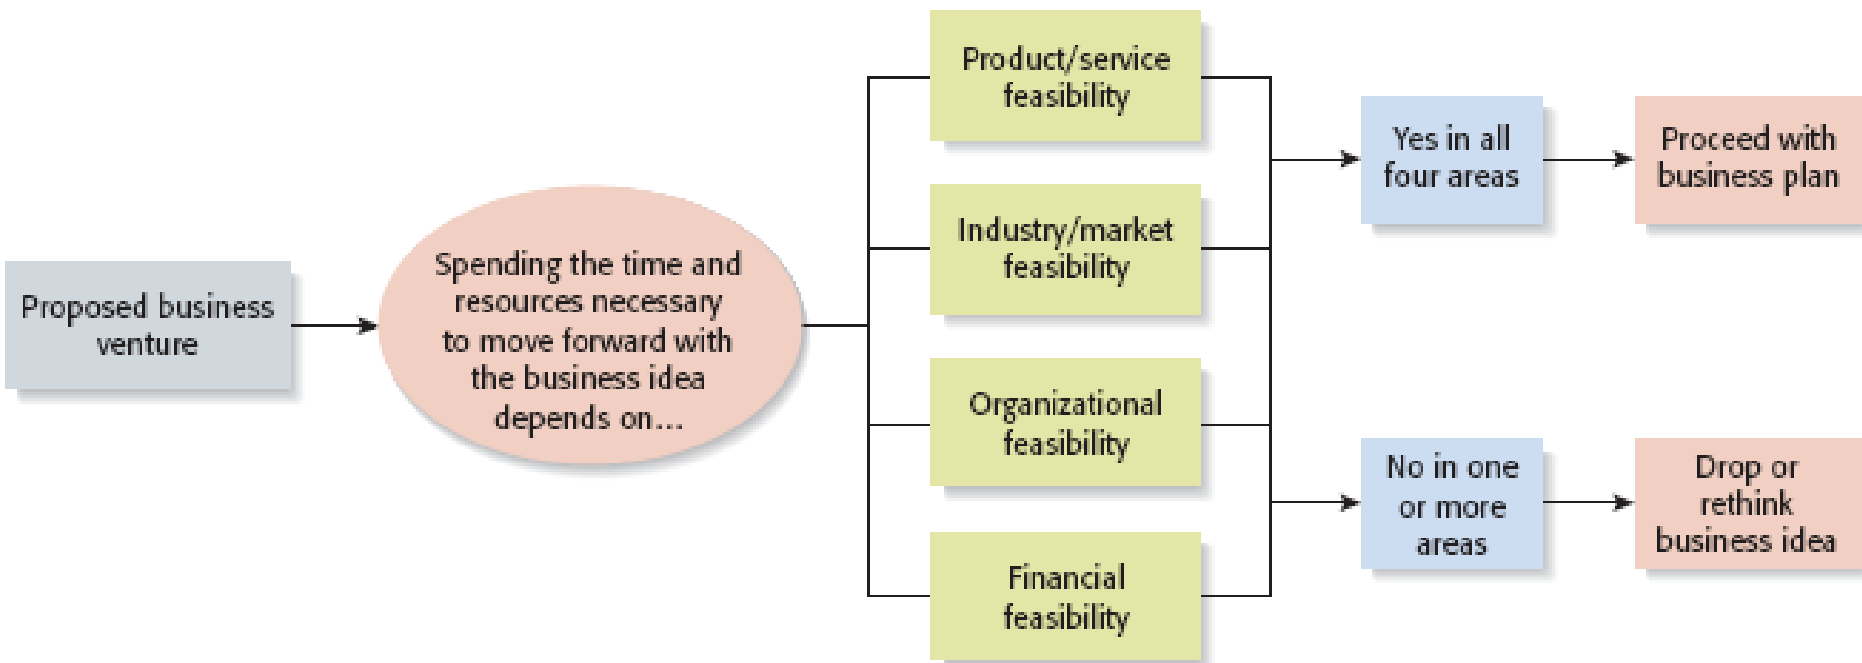 Proposed business
venture
Spending the time and
resources necessary
to move forward with
the business idea
depends on...
Product/service
feasibility
Industry/market
feasibility
Organizational
feasibility
Financial
feasibility
Yes in all
four areas
Proceed with
business plan
No in one
or more
areas
Drop or
rethink
business idea